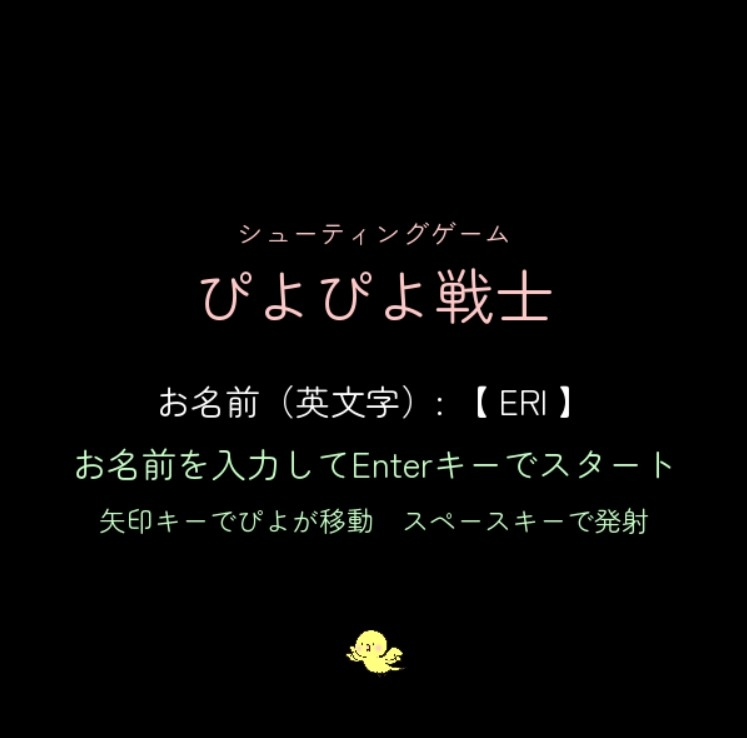 シューティングゲーム
ぴよぴよ戦士
お名前（英文字）: 【 ERI 】
お名前を入力してEnterキーでスタート
矢印キーでぴよが移動　スペースキーで発射